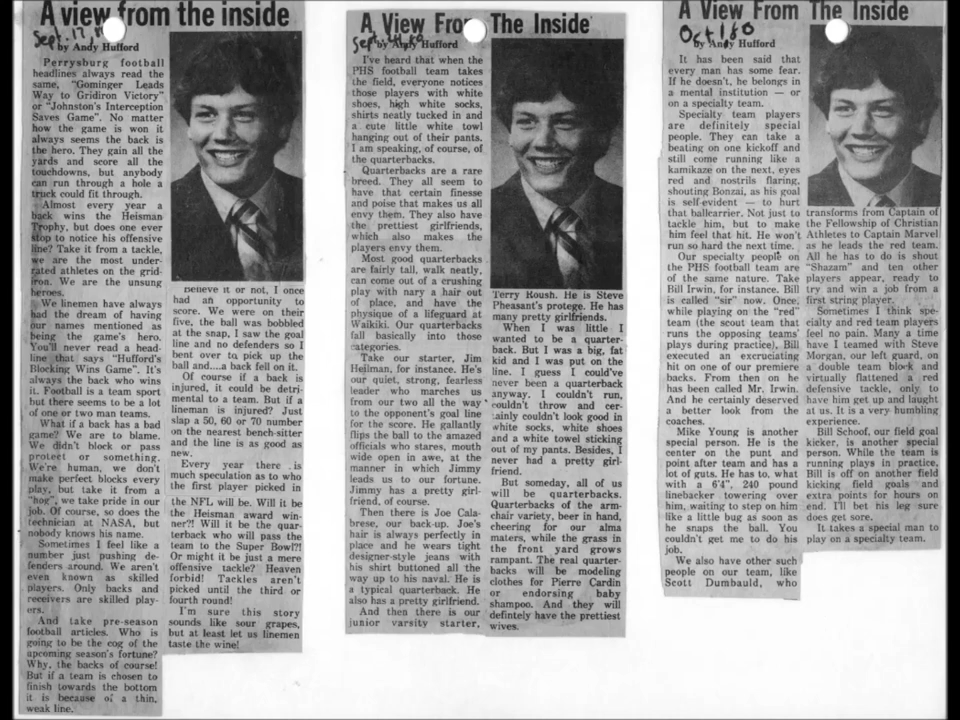 A view from the inside
Sept. 17,
by Andy Hufford
Perrysburg football
headlines always read the
same, "Gominger Leads
Way to Gridiron Victory"
or "Johnston's Interception
Saves Game". No matter
how the game is won it
always seems the back is
the hero. They gain all the
yards and score all the
touchdowns, but anybody
can run through a hole a
truck could fit through.
Almost every year a
back wins the Heisman
Trophy, but does one ever
stop to notice his offensive
line? Take it from a tackle,
we are the most under-
rated athletes on the grid-
iron. We are the unsung
heroes.
We linemen have always
had the dream of having
our names mentioned as
being the game's hero.
You'll never read a head-
line that says "Hufford's
Blocking Wins Game". It's
always the back who wins
it. Football is a team sport
but there seems to be a lot
of one or two man teams.
What if a back has a bad
game? We are to blame.
We didn't block or pass
protect or something.
We're human, we don't
make perfect blocks every
play, but take it from a
"hog", we take pride in our
job. Of course, so does the
technician at NASA, but
nobody knows his name.
Sometimes I feel like a
number just pushing de-
fenders around. We aren't
even known as skilled
players. Only backs and
receivers are skilled play-
ers.
And take pre-season
football articles. Who is
going to be the cog of the
upcoming season's fortune?
Why, the backs of course!
But if a team is chosen to
finish towards the bottom
it is because of a thin,
weak line.
Believe it or not, I once
had an opportunity to
score. We were on their
five, the ball was bobbled
at the snap, I saw the goal
line and no defenders so I
bent over to pick up the
ball and....a back fell on it.
Of course if a back is
injured, it could be detri-
mental to a team. But if a
lineman is injured? Just
slap a 50, 60 or 70 number
on the nearest bench-sitter
and the line is as good as
new.
Every year there is
much speculation as to who
the first player picked in
the NFL will be. Will it be
the Heisman award win-
ner?! Will it be the quar-
terback who will pass the
team to the Super Bowl?!
Or might it be just a mere
offensive tackle? Heaven
forbid! Tackles aren't
picked until the third or
fourth round!
I'm sure this story
sounds like sour grapes,
but at least let us linemen
taste the wine!
A View From The Inside
Sept.
by Andy Hufford
I've heard that when the
PHS football team takes
the field, everyone notices
those players with white
shoes, high white socks,
shirts neatly tucked in and
a cute little white towl
hanging out of their pants.
I am speaking, of course, of
the quarterbacks.
Quarterbacks are a rare
breed. They all seem to
have that certain finesse
and poise that makes us all
envy them. They also have
the prettiest girlfriends,
which also makes the
players envy them.
Most good quarterbacks
are fairly tall, walk neatly,
can come out of a crushing
play with nary a hair out
of place, and have the
physique of a lifeguard at
Waikiki. Our quarterbacks
fall basically into those
categories.
Take our starter, Jim
Heilman, for instance. He's
our quiet, strong, fearless
leader who marches us
from our two all the way
to the opponent's goal line
for the score. He gallantly
flips the ball to the amazed
officials who stares, mouth
wide open in awe, at the
manner in which Jimmy
leads us to our fortune.
Jimmy has a pretty girl-
friend, of course.
Then there is Joe Cala-
brese, our back-up. Joe's
hair is always perfectly in
place and he wears tight
designer-style jeans with
his shirt buttoned all the
way up to his naval. He is
a typical quarterback. He
also has a pretty girlfriend.
And then there is our
junior varsity starter,
Terry Roush. He is Steve
Pheasant's protege. He has
many pretty girlfriends.
When I was little I
wanted to be a quarter-
back. But I was a big, fat
kid and I was put on the
line. I guess I could've
never been a quarterback
anyway. I couldn't run,
couldn't throw and cer-
tainly couldn't look good in
white socks, white shoes
and a white towel sticking
out of my pants. Besides, I
never had a pretty girl-
friend.
But someday, all of us
will be quarterbacks.
Quarterbacks of the arm-
chair variety, beer in hand,
cheering for our alma
maters, while the grass in
the front yard grows
rampant. The real quarter-
backs will be modeling
clothes for Pierre Cardin
or endorsing baby
shampoo. And they will
definitely have the prettiest
wives.
A View From The Inside
Oct 1 80
by Andy Hufford
It has been said that
every man has some fear.
If he doesn't, he belongs in
a mental institution — or
on a specialty team.
Specialty team players
are definitely special
people. They can take a
beating on one kickoff and
still come running like a
kamikaze on the next, eyes
red and nostrils flaring,
shouting Bonzai, as his goal
is self-evident — to hurt
that ballcarrier. Not just to
tackle him, but to make
him feel that hit. He won't
run so hard the next time.
Our specialty people on
the PHS football team are
of the same nature. Take
Bill Irwin, for instance. Bill
is called "sir" now. Once,
while playing on the "red"
team (the scout team that
runs the opposing teams'
plays during practice), Bill
executed an excruciating
hit on one of our premiere
backs. From then on he
has been called Mr. Irwin.
And he certainly deserved
a better look from the
coaches.
Mike Young is another
special person. He is the
center on the punt and
point after team and has a
lot of guts. He has to, what
with a 6'4", 240 pound
linebacker towering over
him, waiting to step on him
like a little bug as soon as
he snaps the ball. You
couldn't get me to do his
job.
We also have other such
people on our team, like
Scott Dumbauld, who
transforms from Captain of
the Fellowship of Christian
Athletes to Captain Marvel
as he leads the red team.
All he has to do is shout
"Shazam" and ten other
players appear, ready to
try and win a job from a
first string player.
Sometimes I think spe-
cialty and red team players
feel no pain. Many a time
have I teamed with Steve
Morgan, our left guard, on
a double team block and
virtually flattened a red
defensive tackle, only to
have him get up and laugh
at us. It is a very humbling
experience.
Bill Schoof, our field goal
kicker, is another special
person. While the team is
running plays in practice,
Bill is off on another field
kicking field goals and
extra points for hours on
end. I'll bet his leg sure
does get sore.
It takes a special man to
play on a specialty team.